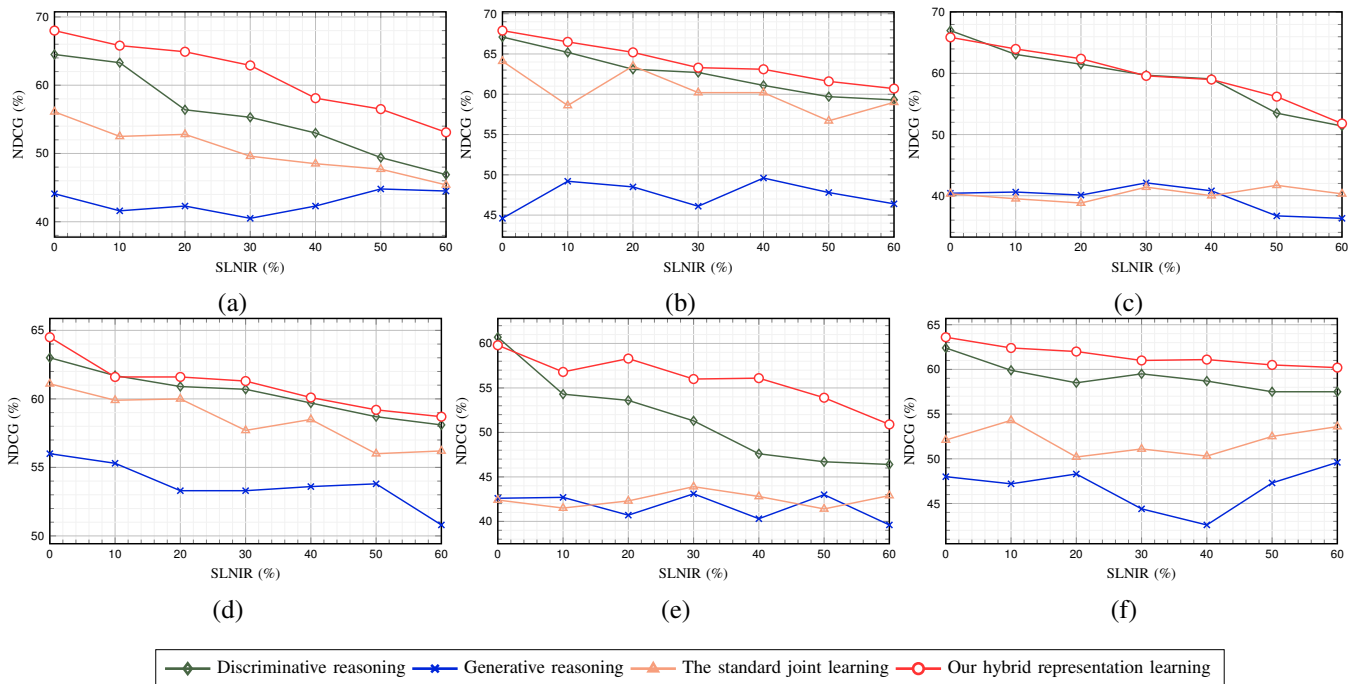 70
60
50
40
NDCG (%)
0 10 20 30 40 50 60
SLNIR (%)
(a)
70
65
60
55
50
45
NDCG (%)
0 10 20 30 40 50 60
SLNIR (%)
(b)
70
60
50
40
NDCG (%)
0 10 20 30 40 50 60
SLNIR (%)
(c)
65
60
55
50
NDCG (%)
0 10 20 30 40 50 60
SLNIR (%)
(d)
60
55
50
45
40
NDCG (%)
0 10 20 30 40 50 60
SLNIR (%)
(e)
65
60
55
50
45
NDCG (%)
0 10 20 30 40 50 60
SLNIR (%)
(f)
Discriminative reasoning Generative reasoning The standard joint learning Our hybrid representation learning